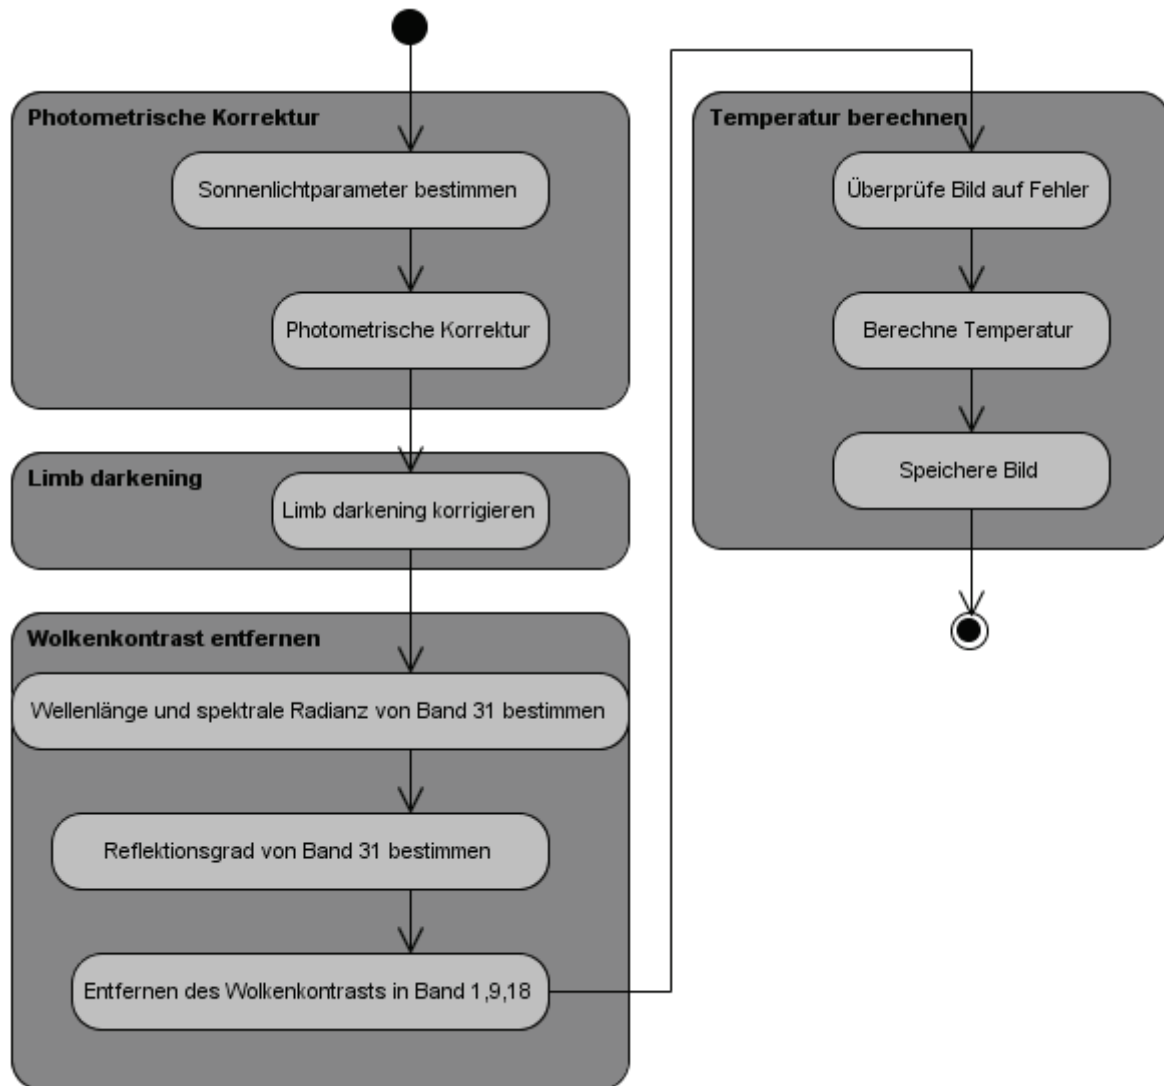 Photometrische Korrektur
Sonnenlichtparameter bestimmen
Photometrische Korrektur
Limb darkening
Limb darkening korrigieren
Wolkenkontrast entfernen
Wellenlänge und spektrale Radianz von Band 31 bestimmen
Reflektionsgrad von Band 31 bestimmen
Entfernen des Wolkenkontrasts in Band 1,9,18
Temperatur berechnen
Überprüfe Bild auf Fehler
Berechne Temperatur
Speichere Bild